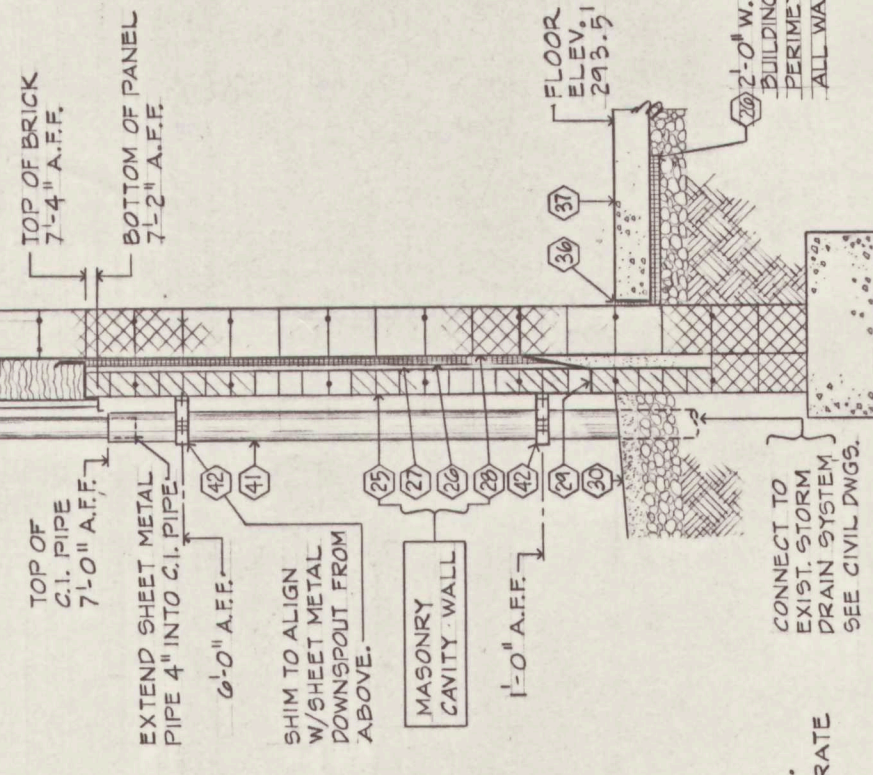 TOP OF BRICK
7'-4" A.F.F.
BOTTOM OF PANEL
7'-2" A.F.F.
FLOOR
ELEV.
293.5'
26 2'-0" W.
BUILDING
ALL WA
36
37
TOP OF
C.I. PIPE
7'-0" A.F.F.
EXTEND SHEET METAL
PIPE 4" INTO C.I. PIPE
6'-0" A.F.F.
SHIM TO ALIGN
W/SHEET METAL
DOWNSPOUT FROM
ABOVE.
42
41
25
27
26
28
42
29
30
MASONRY
CAVITY WALL
1'-0" A.F.F.
CONNECT TO
EXIST. STORM
DRAIN SYSTEM
SEE CIVIL DWGS.
RATE